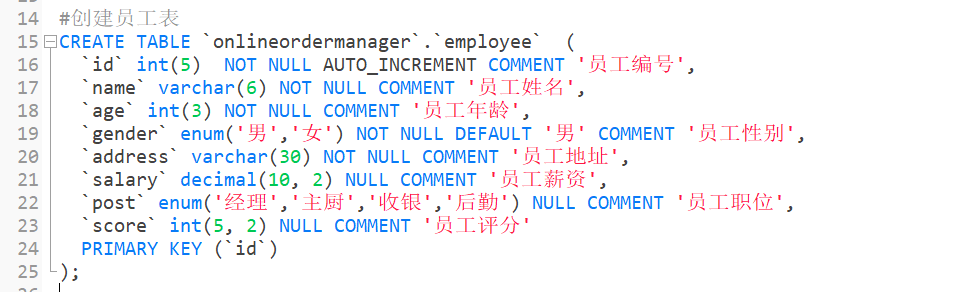 14 #创建员工表
15 CREATE TABLE `onlineordermanager`.`employee`  (
16   `id` int(5)  NOT NULL AUTO_INCREMENT COMMENT '员工编号',
17   `name` varchar(6) NOT NULL COMMENT '员工姓名',
18   `age` int(3) NOT NULL COMMENT '员工年龄',
19   `gender` enum('男','女') NOT NULL DEFAULT '男' COMMENT '员工性别',
20   `address` varchar(30) NOT NULL COMMENT '员工地址',
21   `salary` decimal(10, 2) NULL COMMENT '员工薪资',
22   `post` enum('经理','主厨','收银','后勤') NULL COMMENT '员工职位',
23   `score` int(5, 2) NULL COMMENT '员工评分'
24   PRIMARY KEY (`id`)
25 );